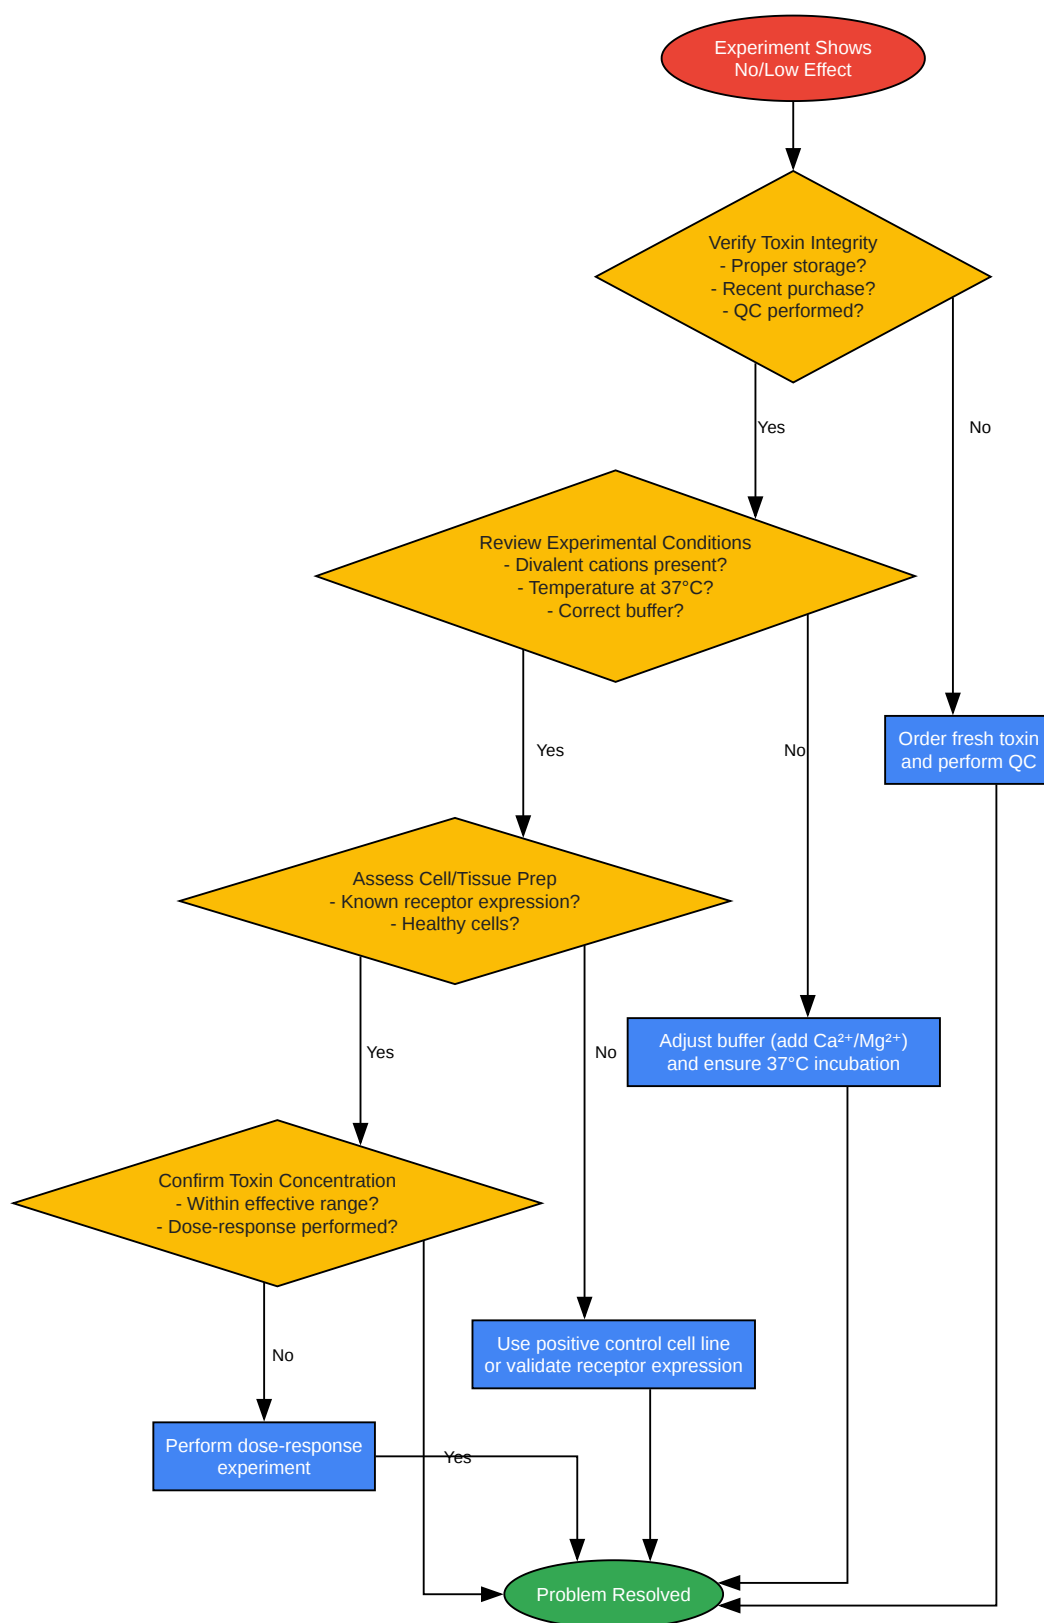 Experiment Shows
No/Low Effect
Verify Toxin Integrity
- Proper storage?
- Recent purchase?
- QC performed?
Yes
No
Review Experimental Conditions
- Divalent cations present?
- Temperature at 37°C?
- Correct buffer?
Order fresh toxin
and perform QC
Yes
No
Assess Cell/Tissue Prep
- Known receptor expression?
- Healthy cells?
Adjust buffer (add Ca²⁺/Mg²⁺)
and ensure 37°C incubation
Yes
No
Confirm Toxin Concentration
- Within effective range?
- Dose-response performed?
Use positive control cell line
or validate receptor expression
No
Perform dose-response
experiment
Yes
Problem Resolved